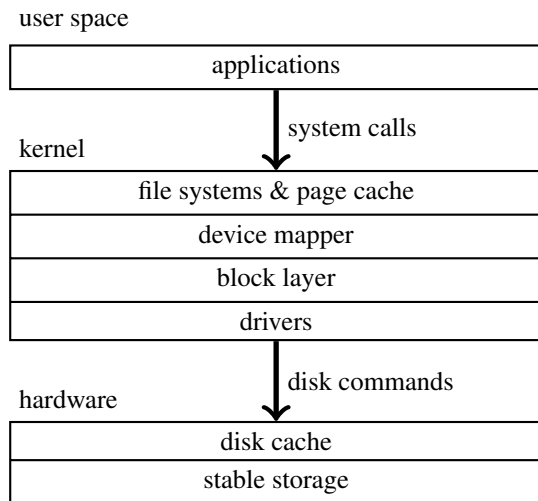 user space
applications
system calls
kernel
file systems & page cache
device mapper
block layer
drivers
disk commands
hardware
disk cache
stable storage